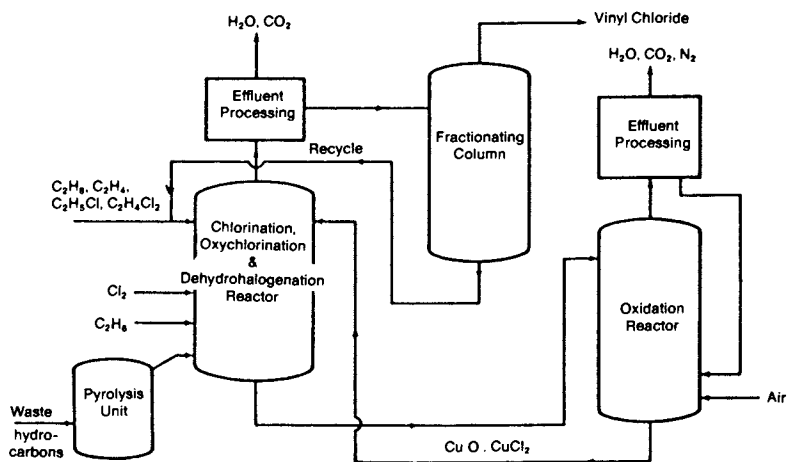 Vinyl Chloride
H₂O, CO₂
H₂O, CO₂, N₂
Effluent
Processing
Fractionating
Column
Effluent
Processing
Recycle
C₂H₈, C₂H₄,
C₂H₅Cl, C₂H₄Cl₂
Chlorination,
Oxychlorination
&
Dehydrohalogenation
Reactor
Cl₂
C₂H₆
Oxidation
Reactor
Pyrolysis
Unit
Waste
hydro-
carbons
Air
Cu O . CuCl₂